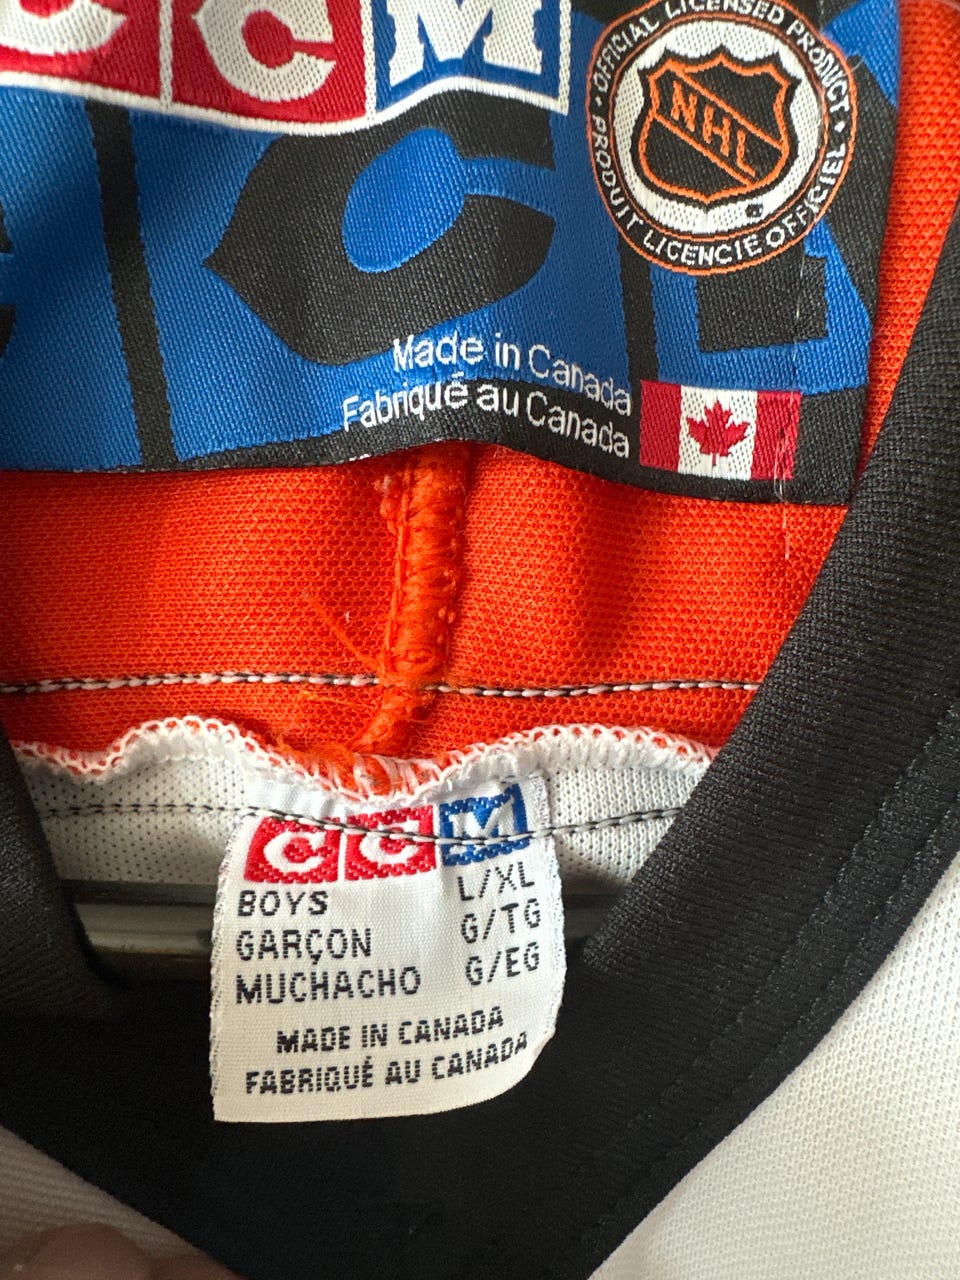 CCM
OFFICIAL LICENSED PRODUCT
NHL
PRODUIT LICENCIE OFFICIEL
Made in Canada
Fabriqué au Canada
CCM
BOYS L/XL
GARÇON G/TG
MUCHACHO G/EG
MADE IN CANADA
FABRIQUÉ AU CANADA